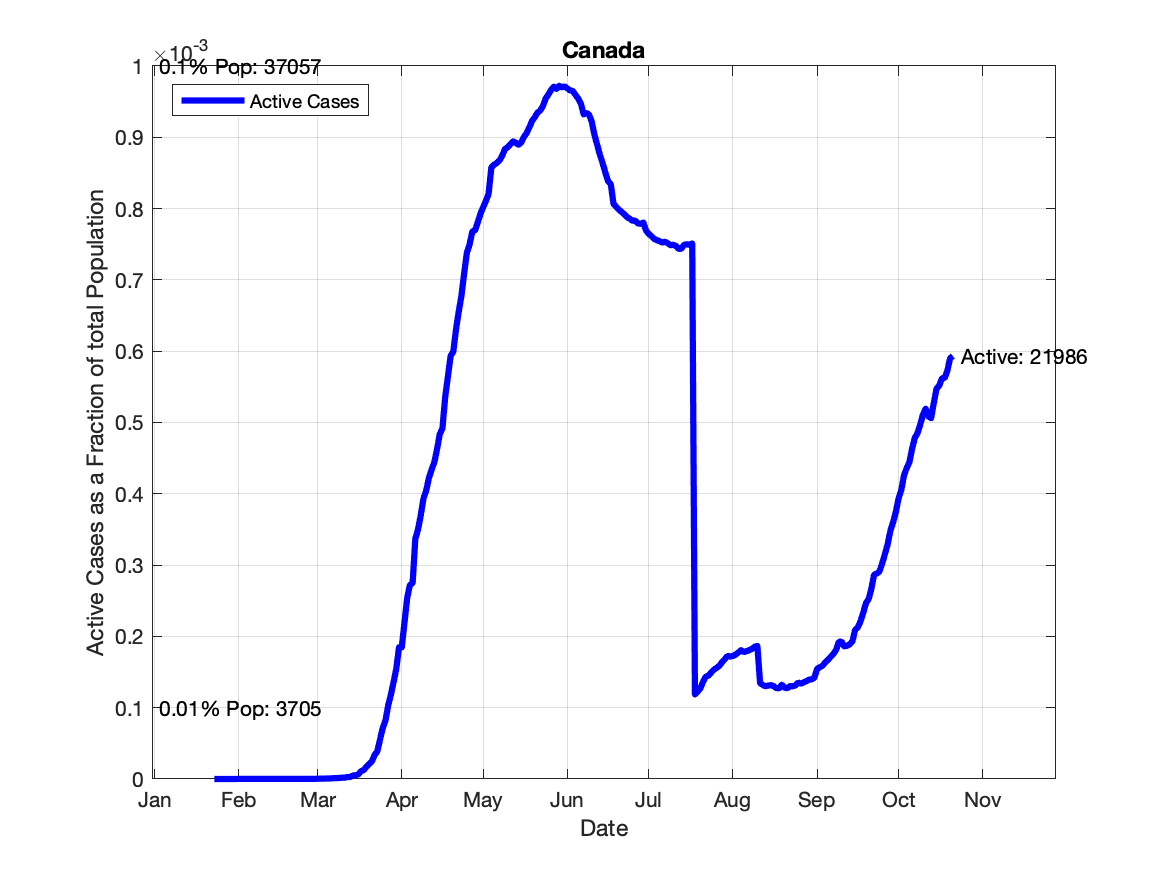 Canada
×10-3
0.1% Pop: 37057
Active Cases
1
0.9
0.8
0.7
0.6
0.5
0.4
0.3
0.2
0.1
0
Active Cases as a Fraction of total Population
Active: 21986
0.01% Pop: 3705
Jan Feb Mar Apr May Jun Jul Aug Sep Oct Nov
Date